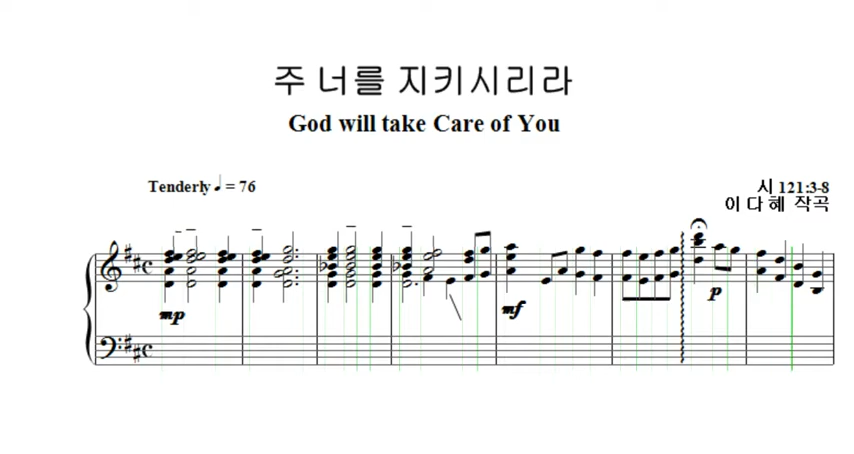 주 너를 지키시리라
God will take Care of You
Tenderly ♩ = 76
시 121:3-8
이 다 혜 작곡
mp
mf
p